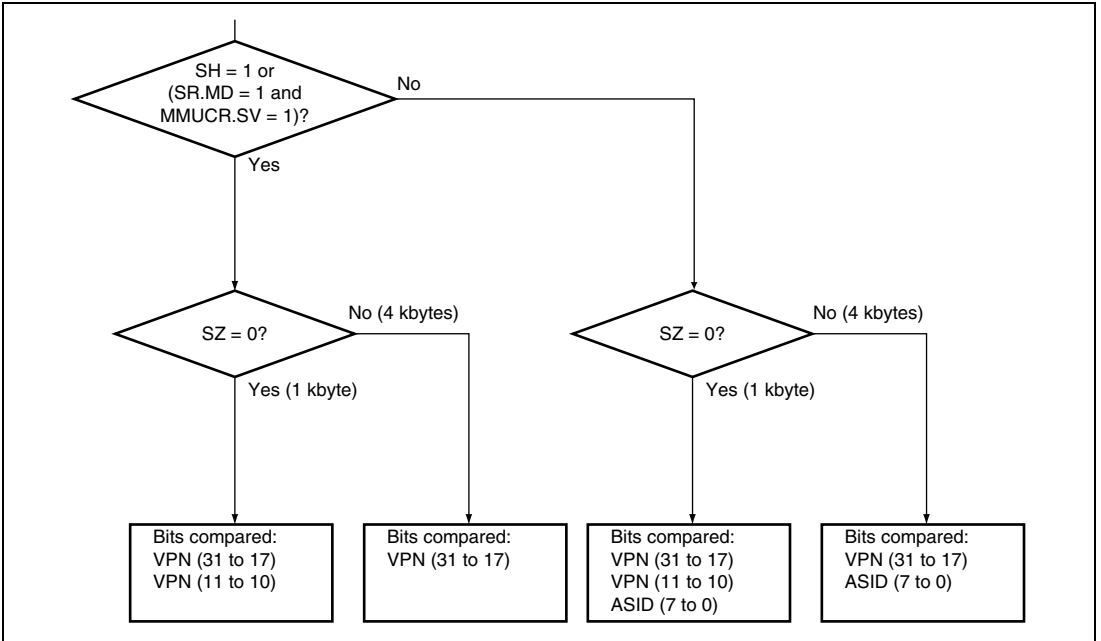 SH = 1 or
(SR.MD = 1 and
MMUCR.SV = 1)?
No
Yes
SZ = 0?
No (4 kbytes)
Yes (1 kbyte)
SZ = 0?
No (4 kbytes)
Yes (1 kbyte)
Bits compared:
VPN (31 to 17)
VPN (11 to 10)
Bits compared:
VPN (31 to 17)
Bits compared:
VPN (31 to 17)
VPN (11 to 10)
ASID (7 to 0)
Bits compared:
VPN (31 to 17)
ASID (7 to 0)